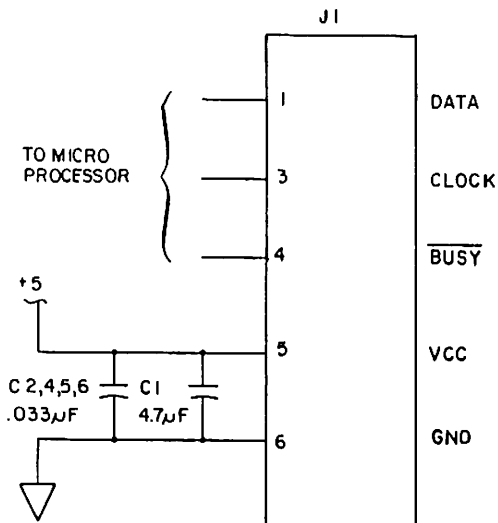 J1
1 DATA
TO MICRO
PROCESSOR
3 CLOCK
4 BUSY
+5
5 VCC
C2,4,5,6 C1
.033µF 4.7µF
6 GND